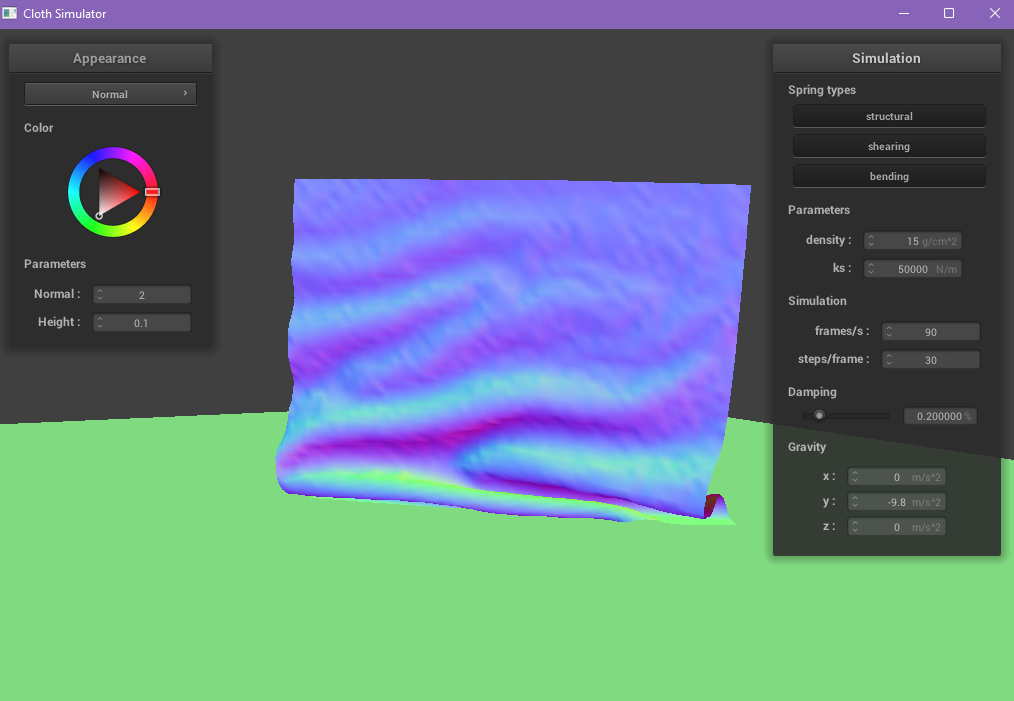 Cloth Simulator
Appearance
Normal
Color
Parameters
Normal : 2
Height : 0.1
Simulation
Spring types
structural
shearing
bending
Parameters
density : 15 g/cm^2
ks : 50000 N/m
Simulation
frames/s : 90
steps/frame : 30
Damping
0.200000 %
Gravity
x : 0 m/s^2
y : -9.8 m/s^2
z : 0 m/s^2